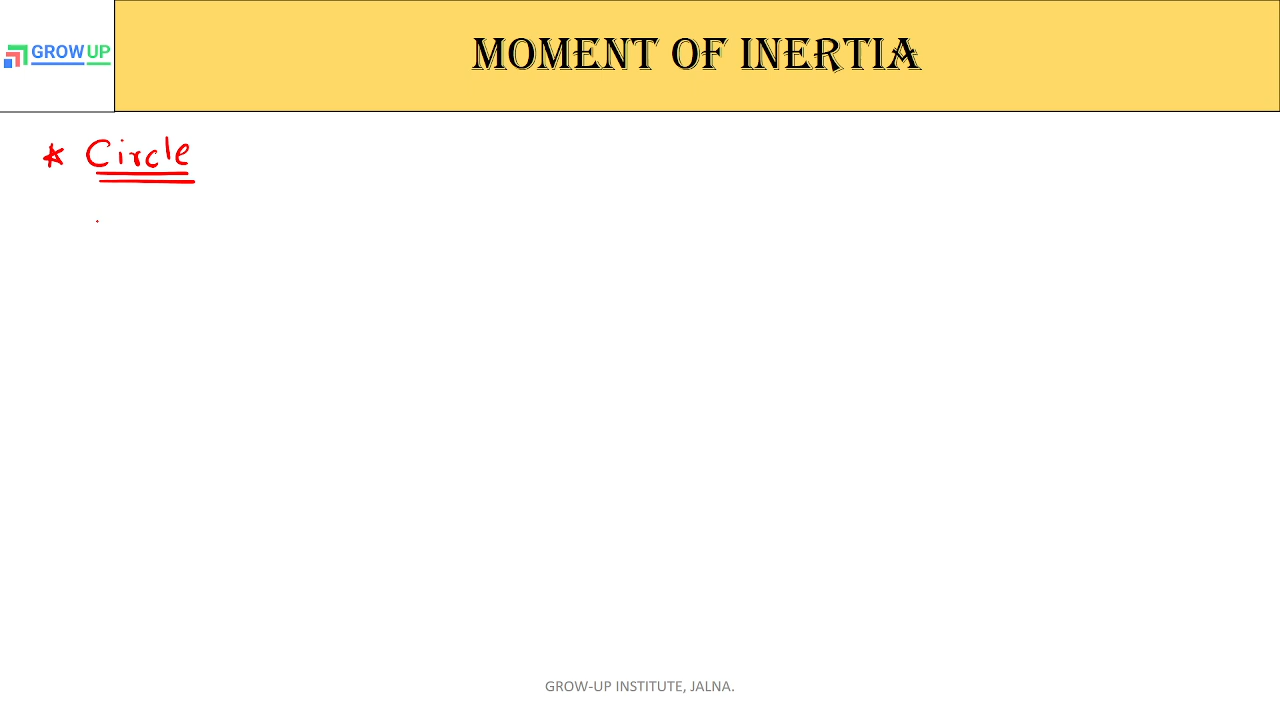 GROW UP
MOMENT OF INERTIA
* Circle
GROW-UP INSTITUTE, JALNA.